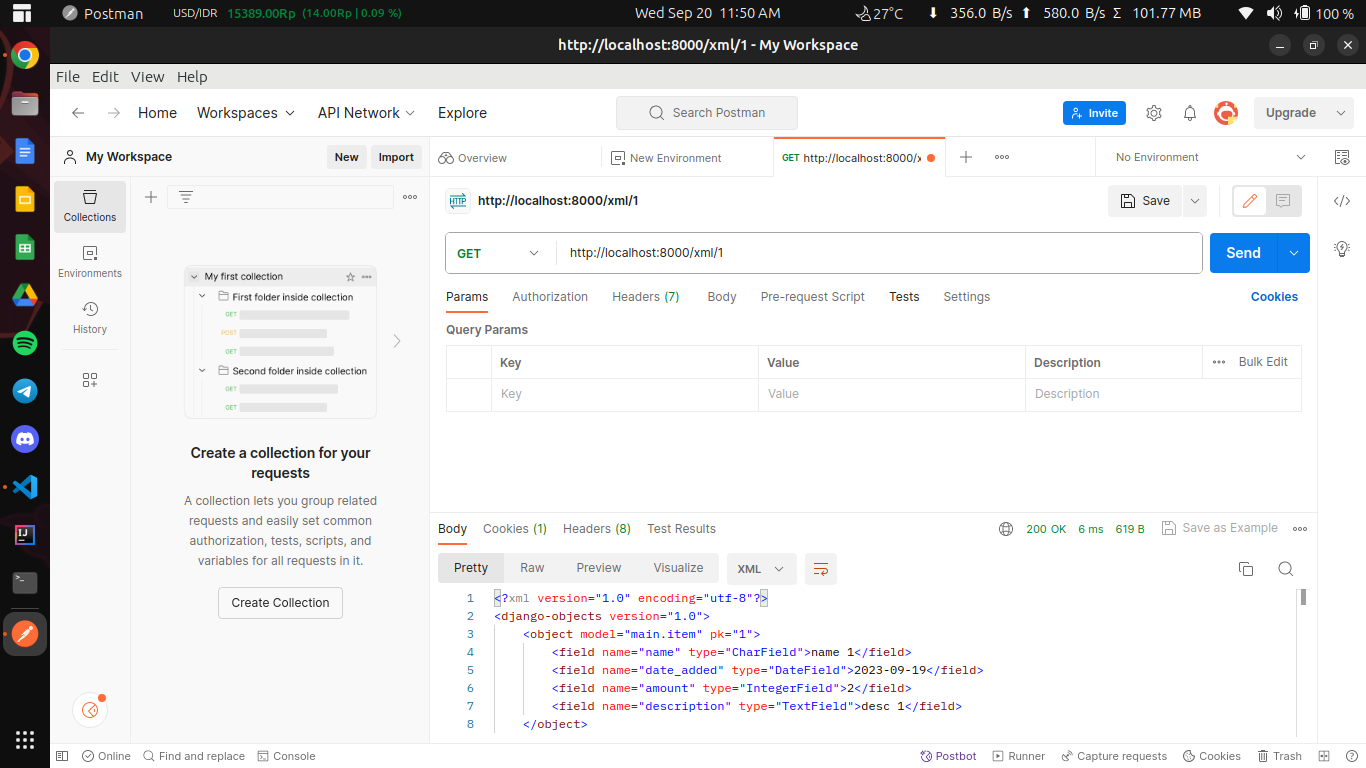 Postman USD/IDR 15389.00Rp (14.00Rp | 0.09 %) Wed Sep 20 11:50 AM 27°C 356.0 B/s 580.0 B/s Σ 101.77 MB 100 %
http://localhost:8000/xml/1 - My Workspace
File Edit View Help
Home Workspaces API Network Explore Search Postman Invite Upgrade
My Workspace New Import Overview New Environment GET http://localhost:8000/x No Environment
Collections
Environments
History
My first collection
First folder inside collection
GET
POST
GET
Second folder inside collection
GET
GET
Create a collection for your
requests
A collection lets you group related
requests and easily set common
authorization, tests, scripts, and
variables for all requests in it.
Create Collection
HTTP http://localhost:8000/xml/1 Save
GET http://localhost:8000/xml/1 Send
Params Authorization Headers (7) Body Pre-request Script Tests Settings Cookies
Query Params
Key Value Description Bulk Edit
Key Value Description
Body Cookies (1) Headers (8) Test Results 200 OK 6 ms 619 B Save as Example
Pretty Raw Preview Visualize XML
1 <?xml version="1.0" encoding="utf-8"?>
2 <django-objects version="1.0">
3 <object model="main.item" pk="1">
4 <field name="name" type="CharField">name 1</field>
5 <field name="date_added" type="DateField">2023-09-19</field>
6 <field name="amount" type="IntegerField">2</field>
7 <field name="description" type="TextField">desc 1</field>
8 </object>
Online Find and replace Console Postbot Runner Capture requests Cookies Trash